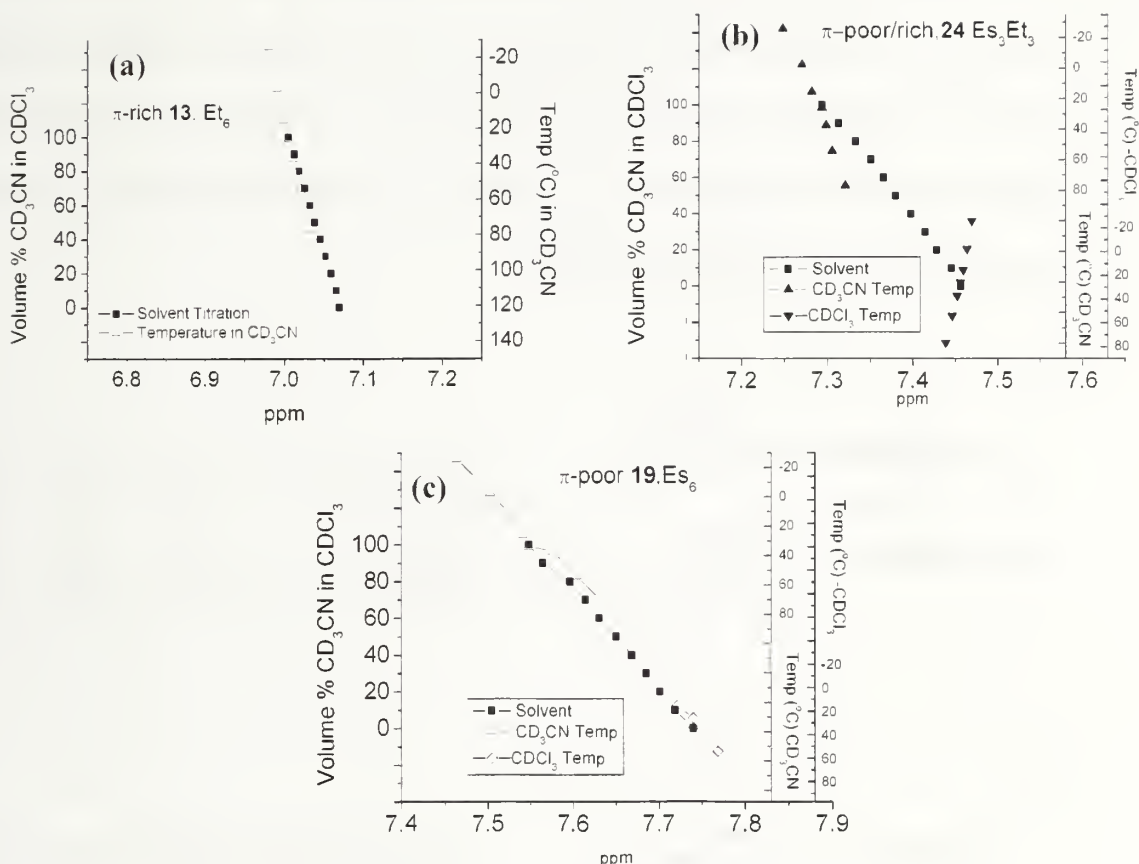 (a)
π-rich 13. Et6
Volume % CD3CN in CDCl3
100
80
60
40
20
0
Solvent Titration
Temperature in CD3CN
-20
0
20
40
60
80
100
120
140
Temp (°C) in CD3CN
6.8 6.9 7.0 7.1 7.2
ppm
(b)
π-poor/rich, 24 Es3Et3
Volume % CD3CN in CDCl3
100
80
60
40
20
0
Solvent
CD3CN Temp
CDCl3 Temp
-20
0
20
40
60
80
-20
0
20
40
60
80
Temp (°C) -CDCl
Temp (°C) CD3CN
7.2 7.3 7.4 7.5 7.6
ppm
(c)
π-poor 19.Es6
Volume % CD3CN in CDCl3
100
80
60
40
20
0
Solvent
CD3CN Temp
CDCl3 Temp
-20
0
20
40
60
80
-20
0
20
40
60
80
Temp (°C) -CDCl3
Temp (°C) CD3CN
7.4 7.5 7.6 7.7 7.8 7.9
ppm